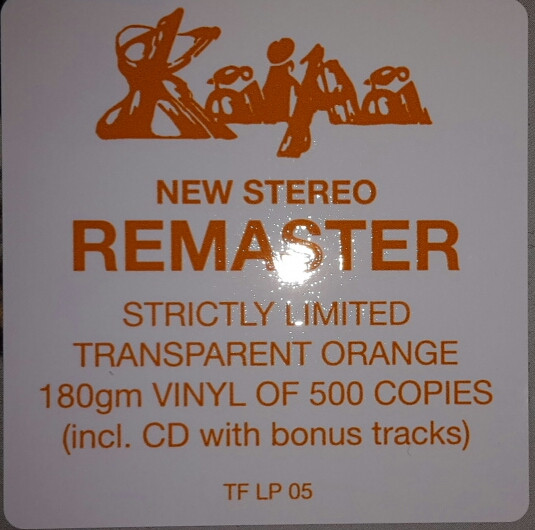 Kaipa
NEW STEREO
REMASTER
STRICTLY LIMITED
TRANSPARENT ORANGE
180gm VINYL OF 500 COPIES
(incl. CD with bonus tracks)
TF LP 05